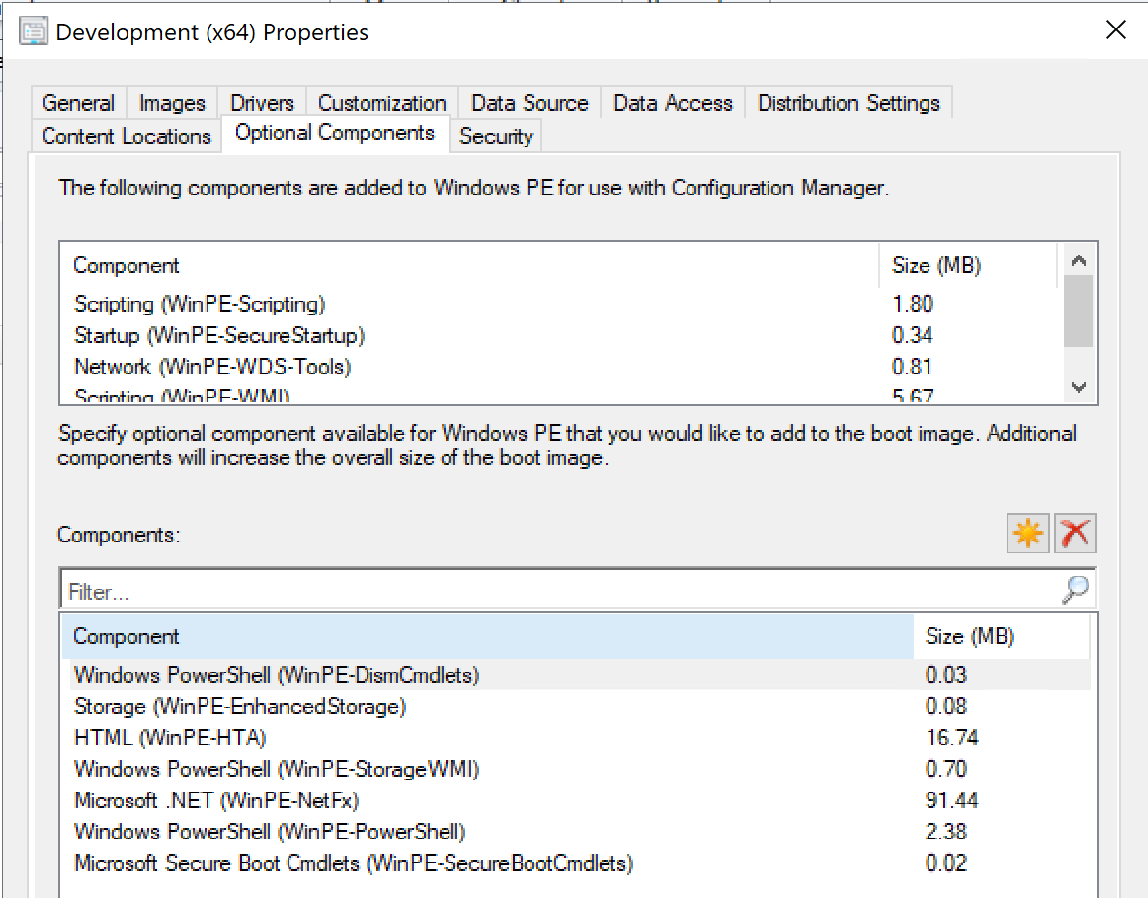 Development (x64) Properties
General Images Drivers Customization Data Source Data Access Distribution Settings
Content Locations Optional Components Security
The following components are added to Windows PE for use with Configuration Manager.
Component Size (MB)
Scripting (WinPE-Scripting) 1.80
Startup (WinPE-SecureStartup) 0.34
Network (WinPE-WDS-Tools) 0.81
Scripting (WinPE-WMI) 5.67
Specify optional component available for Windows PE that you would like to add to the boot image. Additional
components will increase the overall size of the boot image.
Components:
Filter...
Component Size (MB)
Windows PowerShell (WinPE-DismCmdlets) 0.03
Storage (WinPE-EnhancedStorage) 0.08
HTML (WinPE-HTA) 16.74
Windows PowerShell (WinPE-StorageWMI) 0.70
Microsoft .NET (WinPE-NetFx) 91.44
Windows PowerShell (WinPE-PowerShell) 2.38
Microsoft Secure Boot Cmdlets (WinPE-SecureBootCmdlets) 0.02